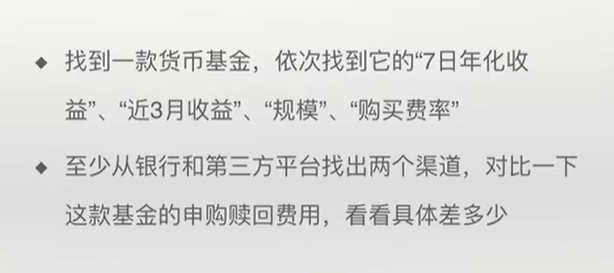 ◆ 找到一款货币基金，依次找到它的“7日年化收
益”、“近3月收益”、“规模”、“购买费率”
◆ 至少从银行和第三方平台找出两个渠道，对比一下
这款基金的申购赎回费用，看看具体差多少